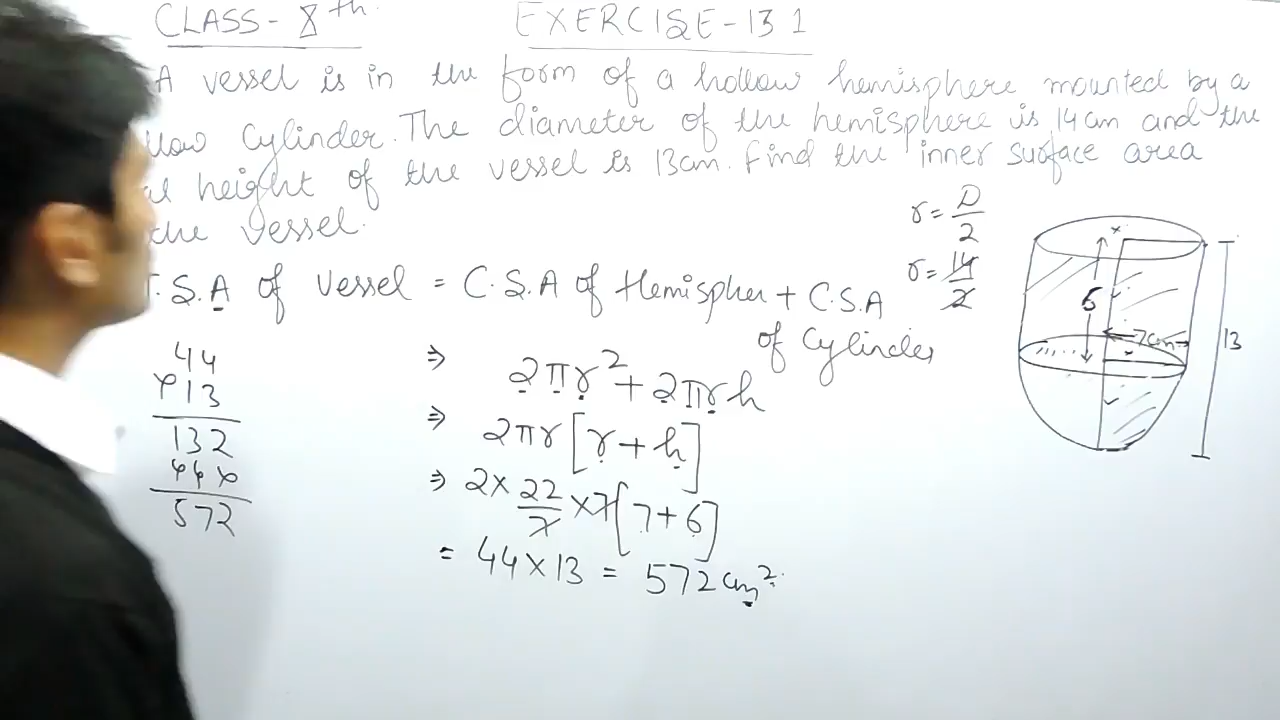 CLASS- 8th EXERCISE-13 1
A vessel is in the form of a hollow hemisphere mounted by a
llow Cylinder. The diameter of the hemisphere is 14cm and the
al height of the vessel is 13cm. Find the inner surface area
the vessel.
r = D/2
r = 14/2
.S.A of Vessel = C.S.A of Hemispher + C.S.A
of Cylinder
⇒ 2πr² + 2πrh
⇒ 2πr[r + h]
⇒ 2 × 22/7 × 7[7+6]
= 44 × 13 = 572 cm²
44
× 13
132
44×
572
6
7cm
13